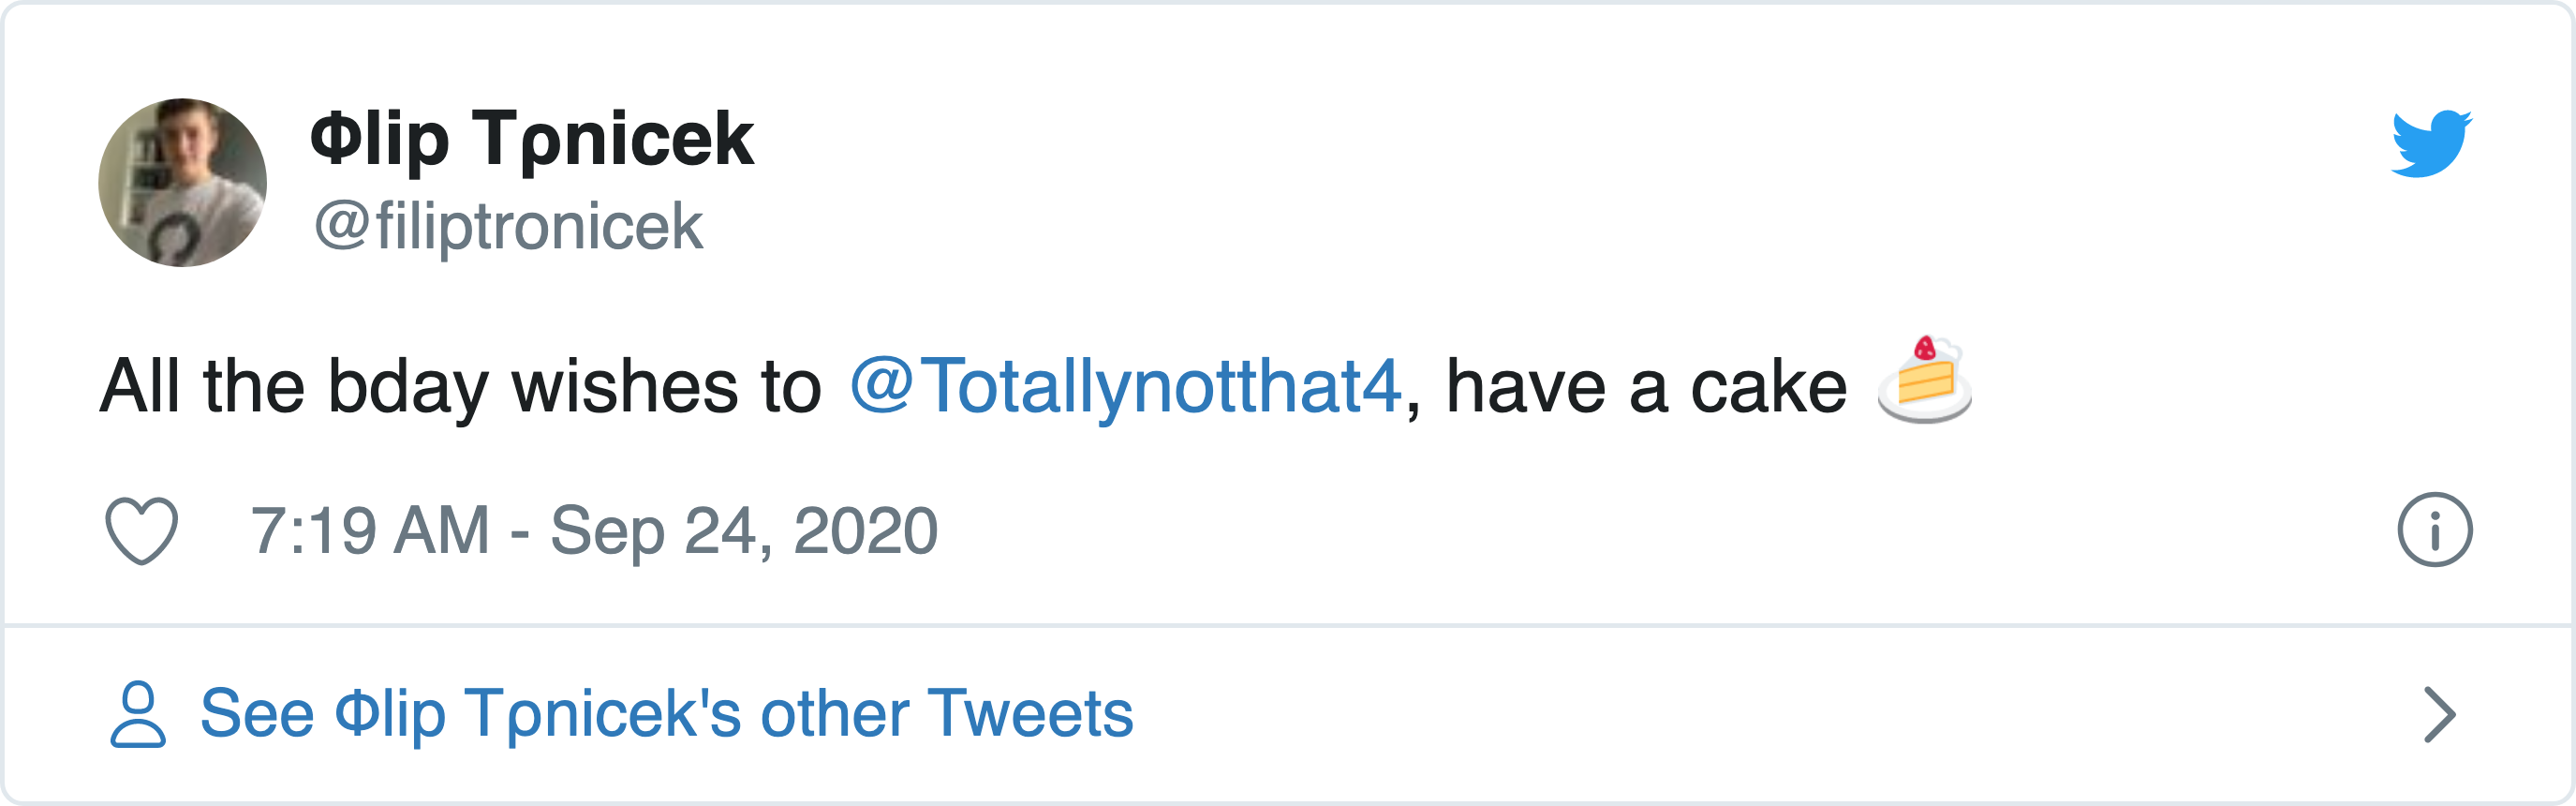 Φlip Tρnicek
@filiptronicek
All the bday wishes to @Totallynotthat4, have a cake 🍰
7:19 AM - Sep 24, 2020
See Φlip Tρnicek's other Tweets